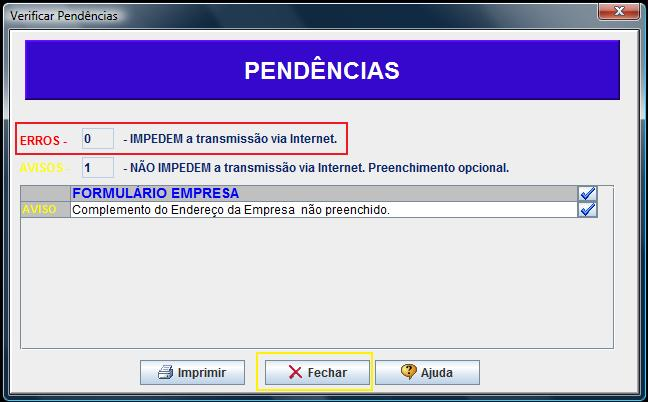 Verificar Pendências
PENDÊNCIAS
ERROS - 0 - IMPEDEM a transmissão via Internet.
AVISOS - 1 - NÃO IMPEDEM a transmissão via Internet. Preenchimento opcional.
FORMULÁRIO EMPRESA
AVISO Complemento do Endereço da Empresa não preenchido.
Imprimir Fechar Ajuda